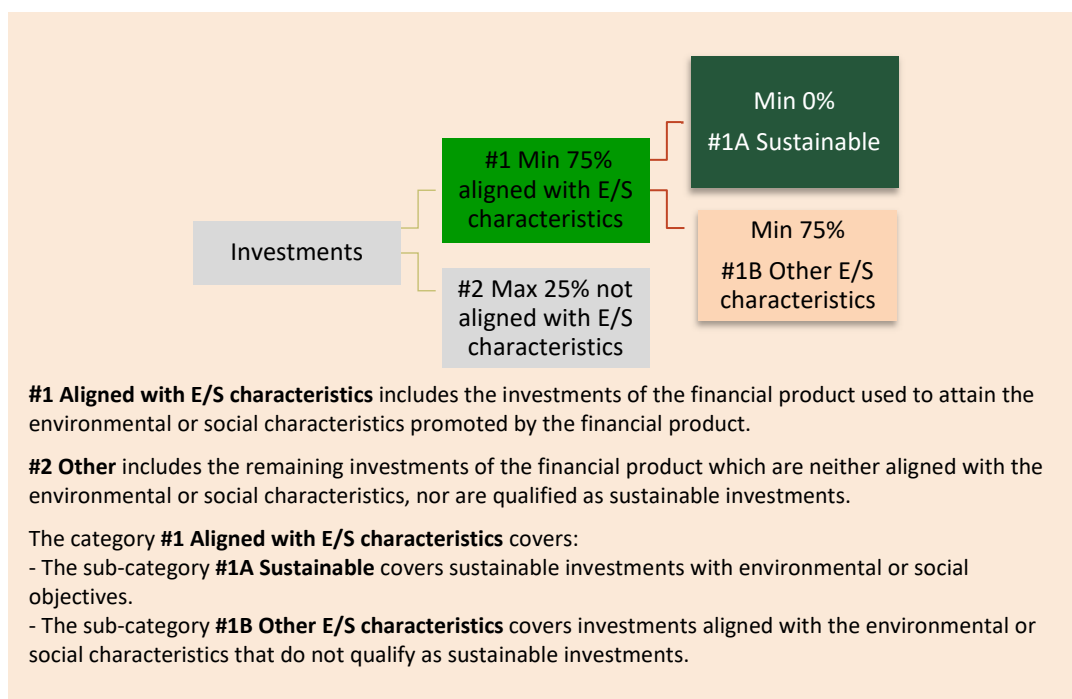 Min 0%
#1A Sustainable
#1 Min 75%
aligned with E/S
characteristics
Investments
Min 75%
#1B Other E/S
characteristics
#2 Max 25% not
aligned with E/S
characteristics
#1 Aligned with E/S characteristics includes the investments of the financial product used to attain the
environmental or social characteristics promoted by the financial product.
#2 Other includes the remaining investments of the financial product which are neither aligned with the
environmental or social characteristics, nor are qualified as sustainable investments.
The category #1 Aligned with E/S characteristics covers:
- The sub-category #1A Sustainable covers sustainable investments with environmental or social
objectives.
- The sub-category #1B Other E/S characteristics covers investments aligned with the environmental or
social characteristics that do not qualify as sustainable investments.